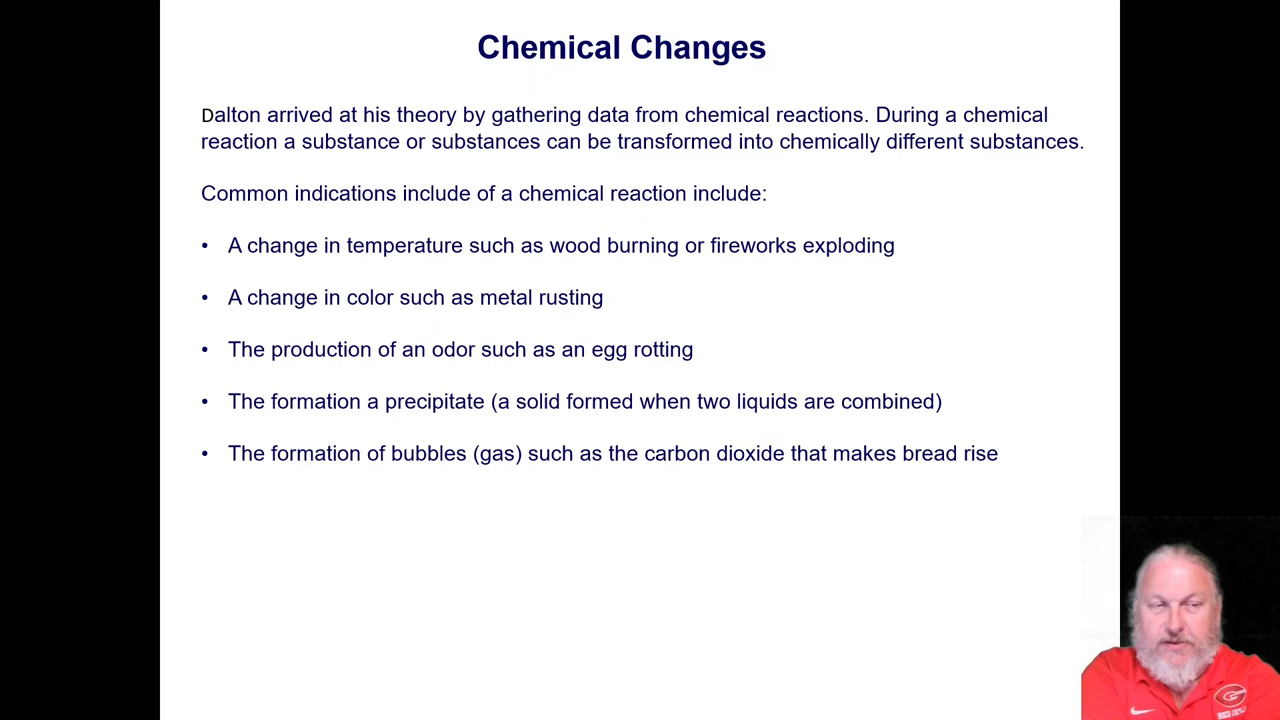 Chemical Changes
Dalton arrived at his theory by gathering data from chemical reactions. During a chemical
reaction a substance or substances can be transformed into chemically different substances.
Common indications include of a chemical reaction include:
• A change in temperature such as wood burning or fireworks exploding
• A change in color such as metal rusting
• The production of an odor such as an egg rotting
• The formation a precipitate (a solid formed when two liquids are combined)
• The formation of bubbles (gas) such as the carbon dioxide that makes bread rise